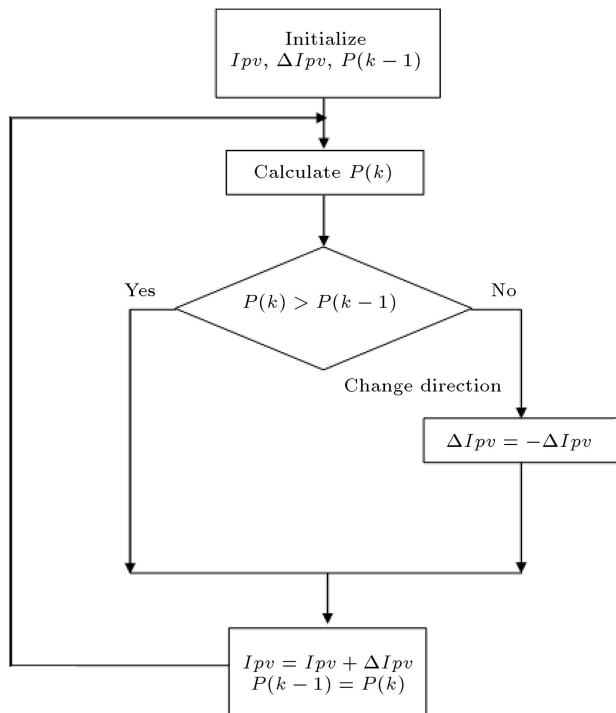 Initialize
Ipv, ΔIpv, P(k − 1)
Calculate P(k)
Yes
P(k) > P(k − 1)
No
Change direction
ΔIpv = −ΔIpv
Ipv = Ipv + ΔIpv
P(k − 1) = P(k)